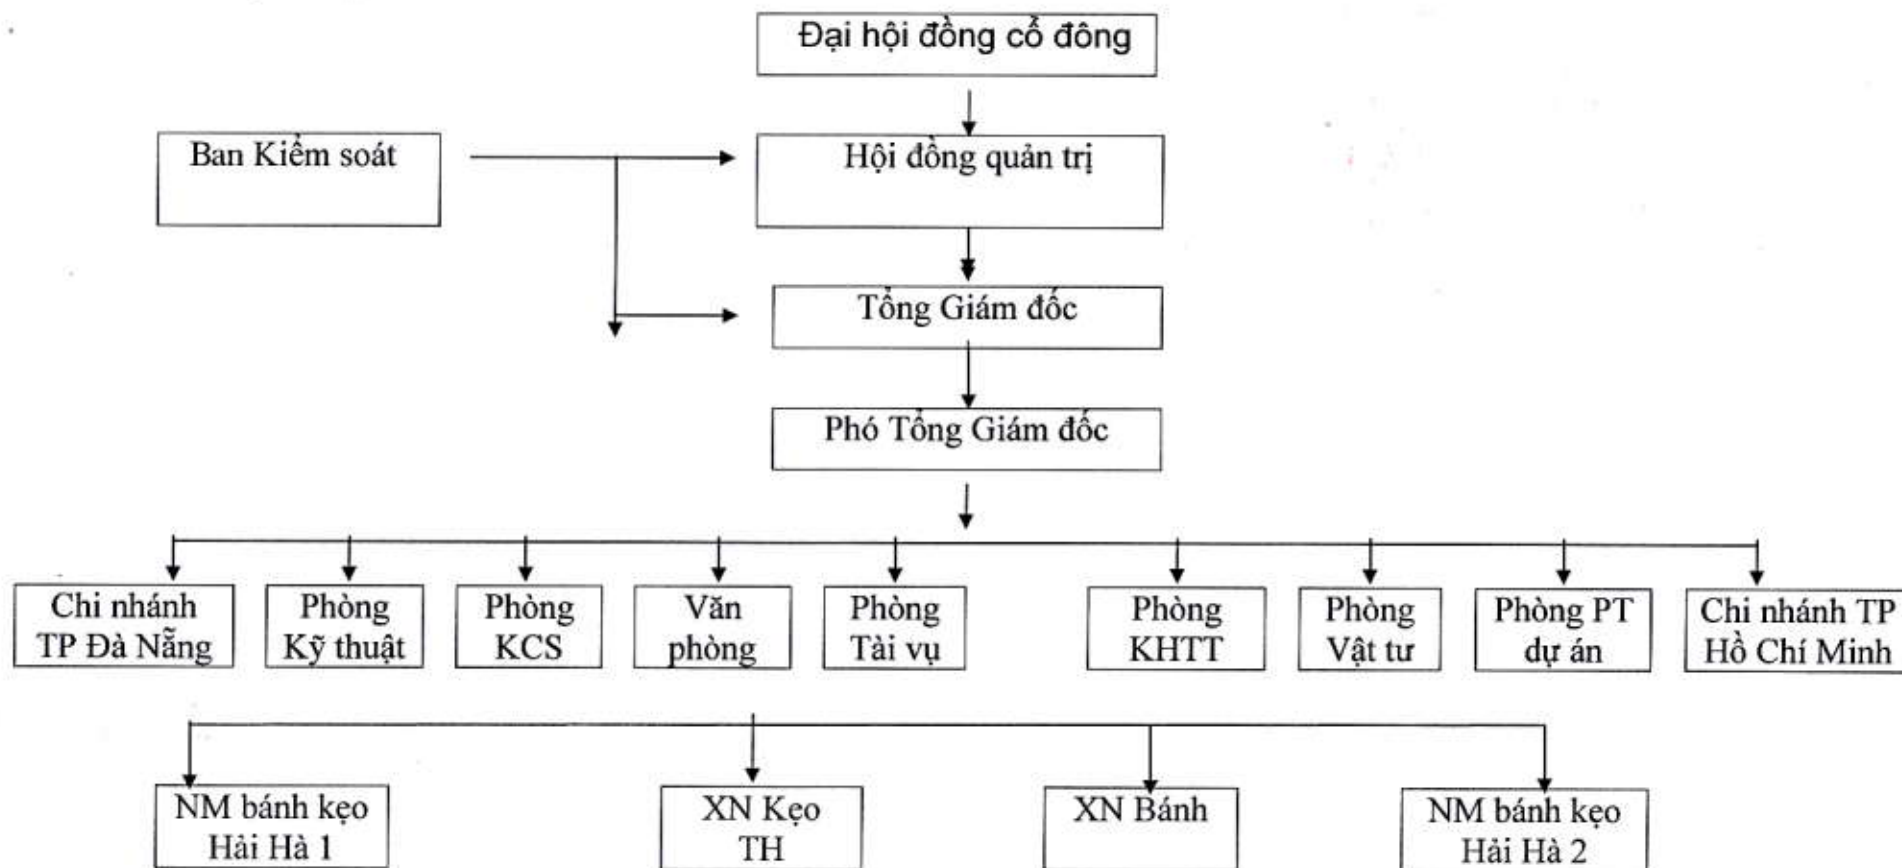 Đại hội đồng cổ đông
Ban Kiểm soát
Hội đồng quản trị
Tổng Giám đốc
Phó Tổng Giám đốc
Chi nhánh
TP Đà Nẵng
Phòng
Kỹ thuật
Phòng
KCS
Văn
phòng
Phòng
Tài vụ
Phòng
KHTT
Phòng
Vật tư
Phòng PT
dự án
Chi nhánh TP
Hồ Chí Minh
NM bánh kẹo
Hải Hà 1
XN Kẹo
TH
XN Bánh
NM bánh kẹo
Hải Hà 2